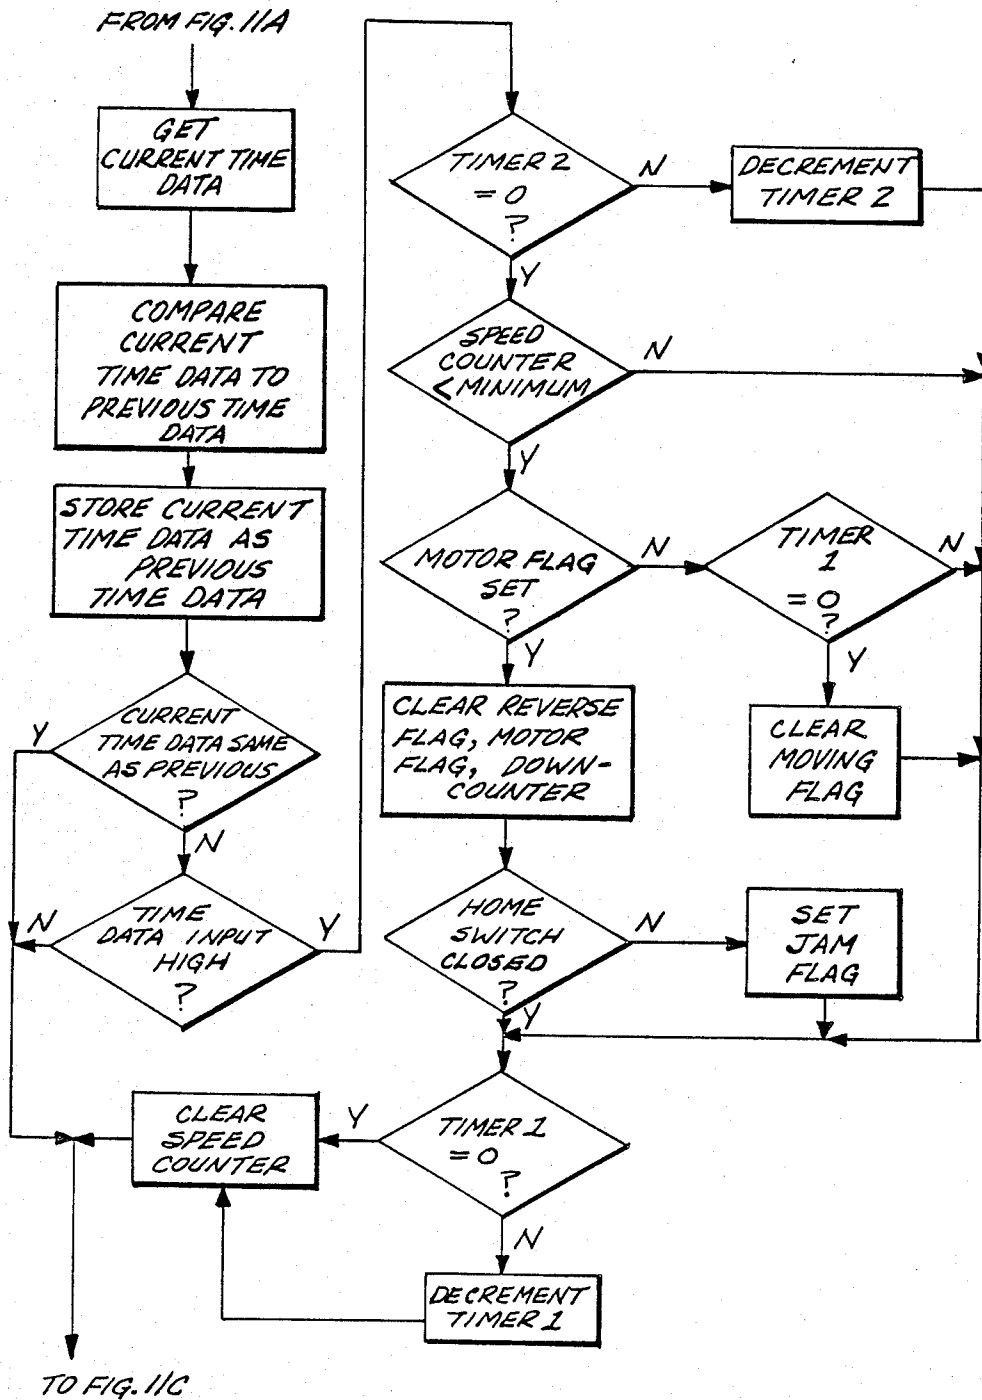 FROM FIG. 11A
GET
CURRENT TIME
DATA
COMPARE
CURRENT
TIME DATA TO
PREVIOUS TIME
DATA
STORE CURRENT
TIME DATA AS
PREVIOUS
TIME DATA
CURRENT
TIME DATA SAME
AS PREVIOUS
?
Y
N
TIME
DATA INPUT
HIGH
?
N
Y
TIMER 2
= 0
?
N
Y
DECREMENT
TIMER 2
SPEED
COUNTER
< MINIMUM
N
Y
MOTOR FLAG
SET
?
N
Y
TIMER
1
= 0
?
N
Y
CLEAR REVERSE
FLAG, MOTOR
FLAG, DOWN-
COUNTER
CLEAR
MOVING
FLAG
HOME
SWITCH
CLOSED
?
N
Y
SET
JAM
FLAG
TIMER 1
= 0
?
Y
N
CLEAR
SPEED
COUNTER
DECREMENT
TIMER 1
TO FIG. 11C